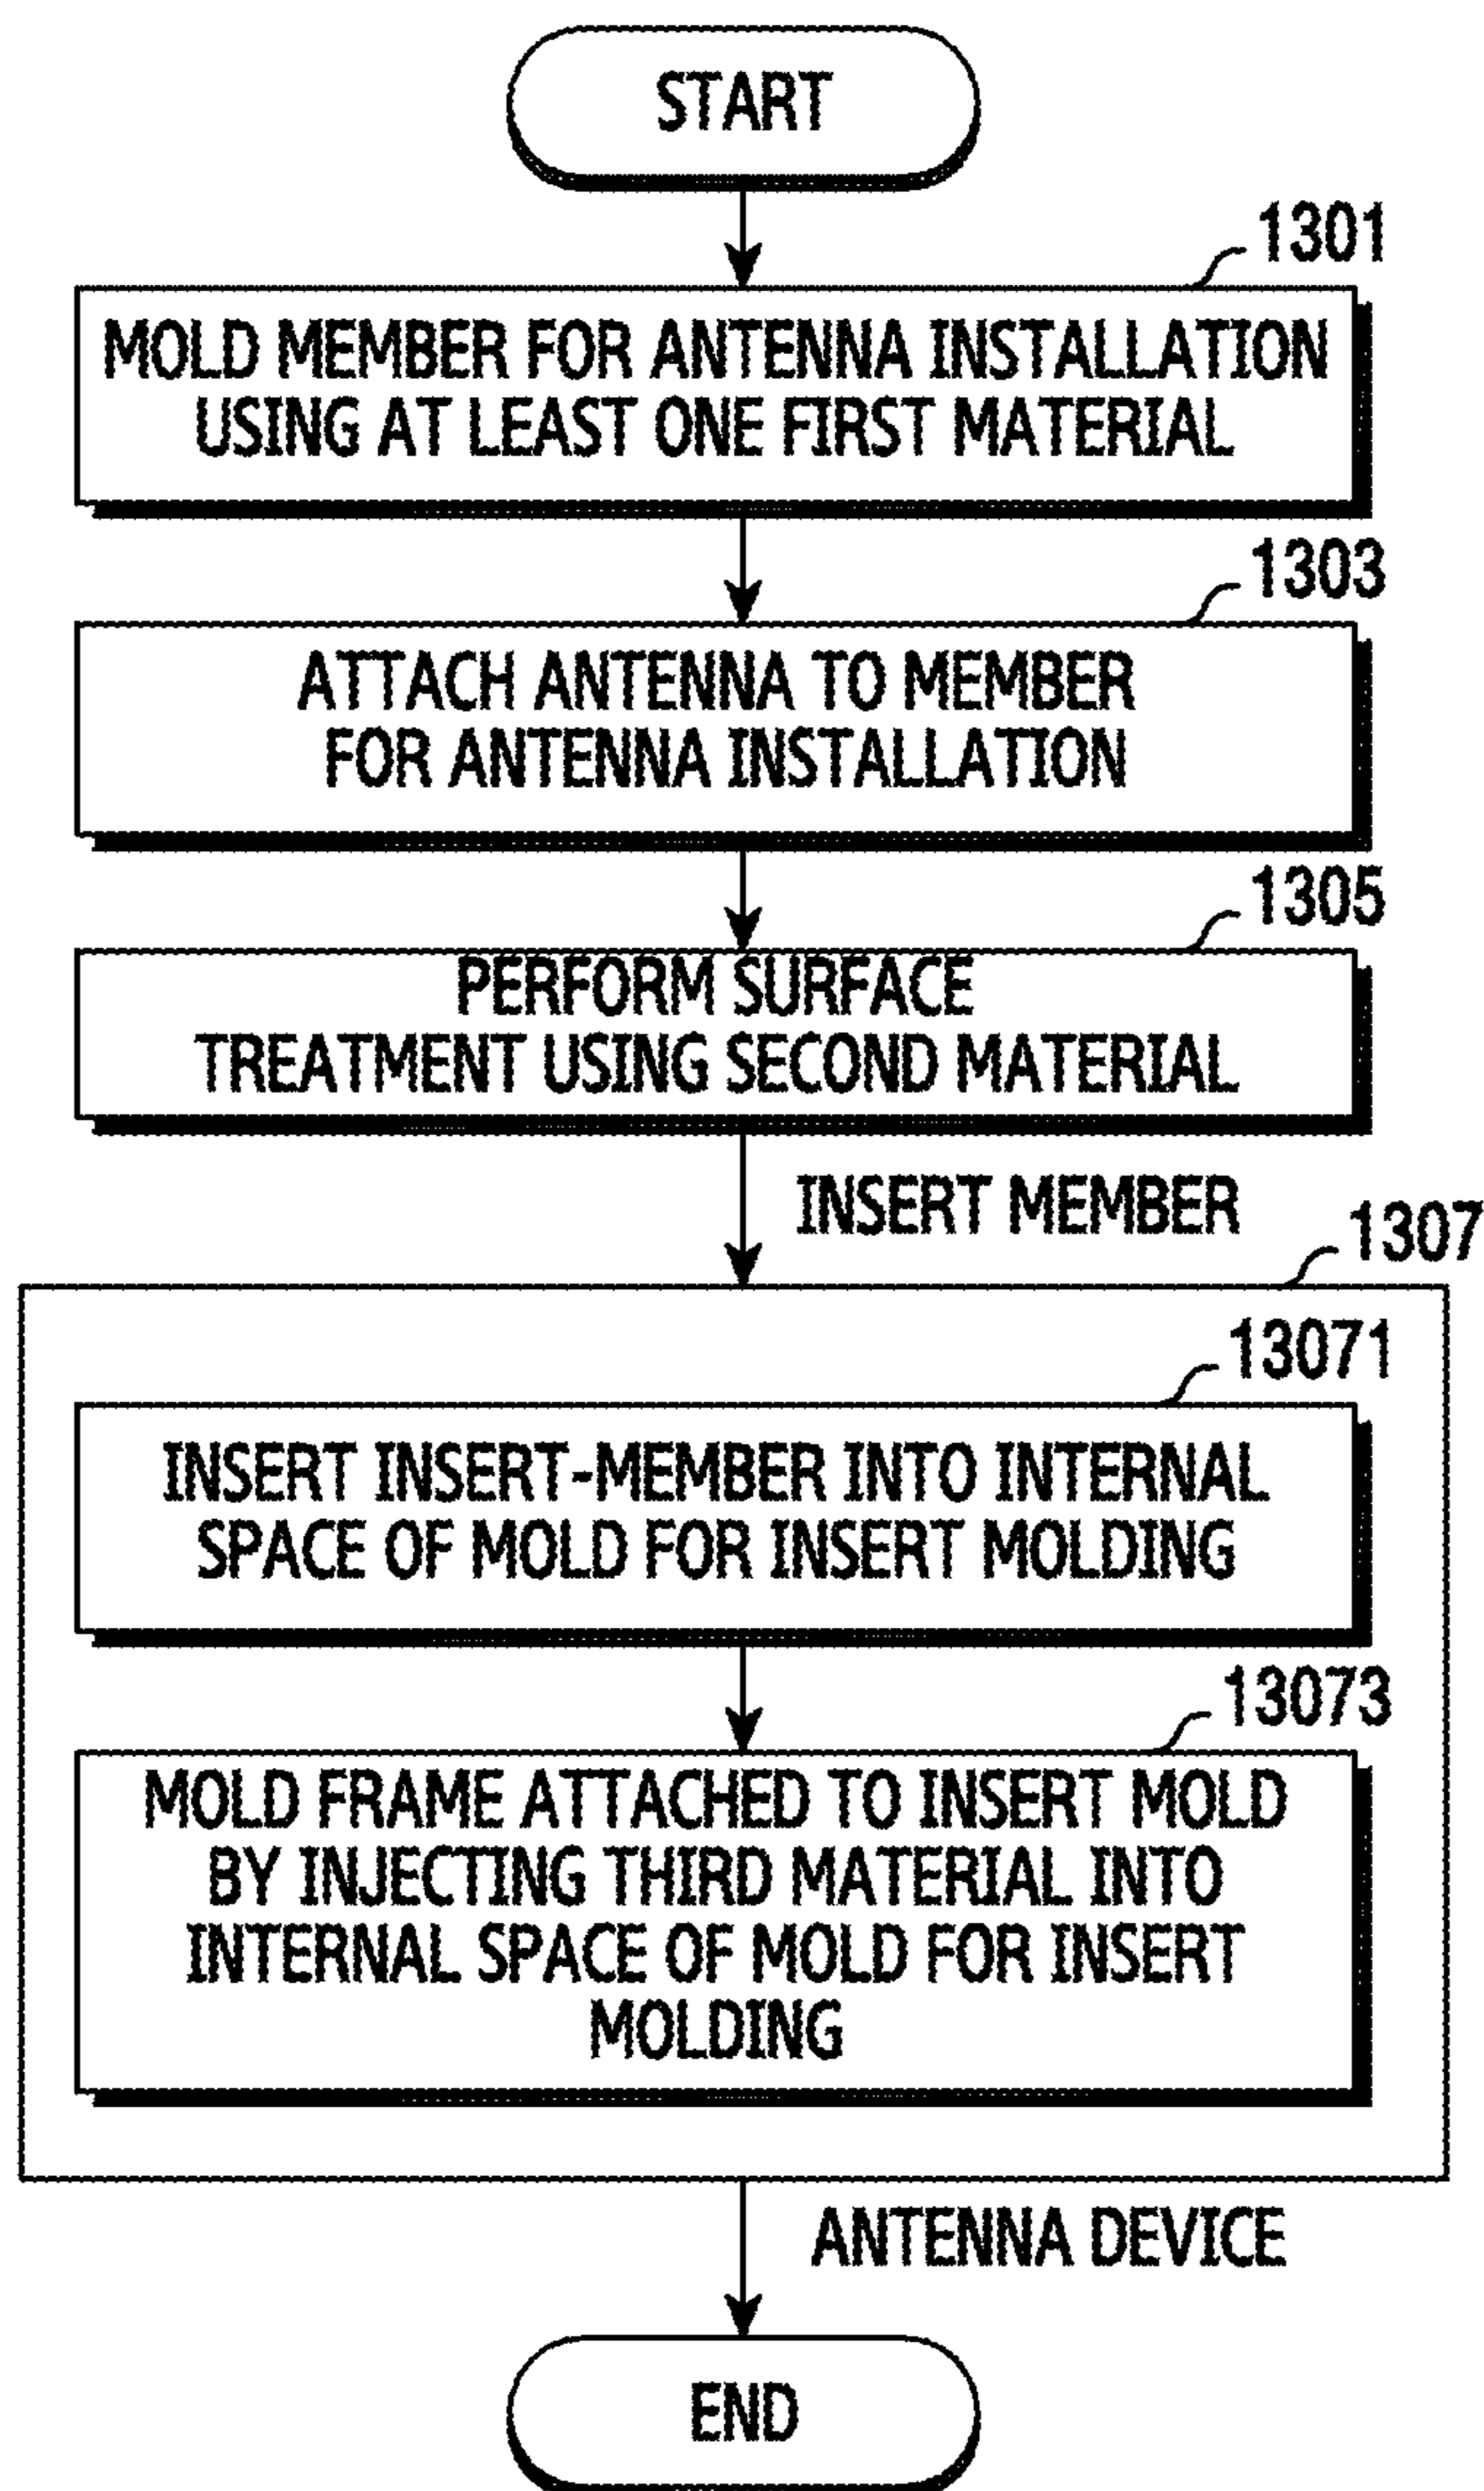 START
1301
MOLD MEMBER FOR ANTENNA INSTALLATION
USING AT LEAST ONE FIRST MATERIAL
1303
ATTACH ANTENNA TO MEMBER
FOR ANTENNA INSTALLATION
1305
PERFORM SURFACE
TREATMENT USING SECOND MATERIAL
INSERT MEMBER
1307
13071
INSERT INSERT-MEMBER INTO INTERNAL
SPACE OF MOLD FOR INSERT MOLDING
13073
MOLD FRAME ATTACHED TO INSERT MOLD
BY INJECTING THIRD MATERIAL INTO
INTERNAL SPACE OF MOLD FOR INSERT
MOLDING
ANTENNA DEVICE
END